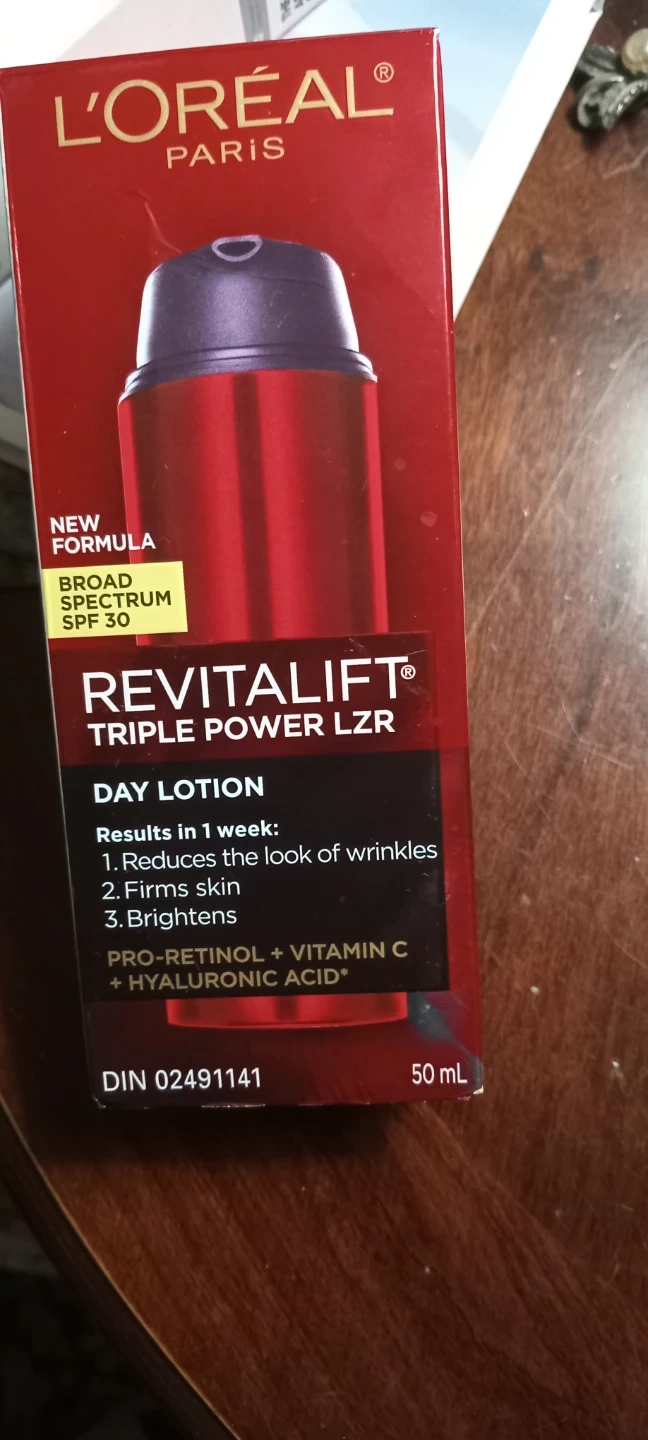 L'ORÉAL®
PARiS
NEW
FORMULA
BROAD
SPECTRUM
SPF 30
REVITALIFT®
TRIPLE POWER LZR
DAY LOTION
Results in 1 week:
1. Reduces the look of wrinkles
2. Firms skin
3. Brightens
PRO-RETINOL + VITAMIN C
+ HYALURONIC ACID*
DIN 02491141
50 mL